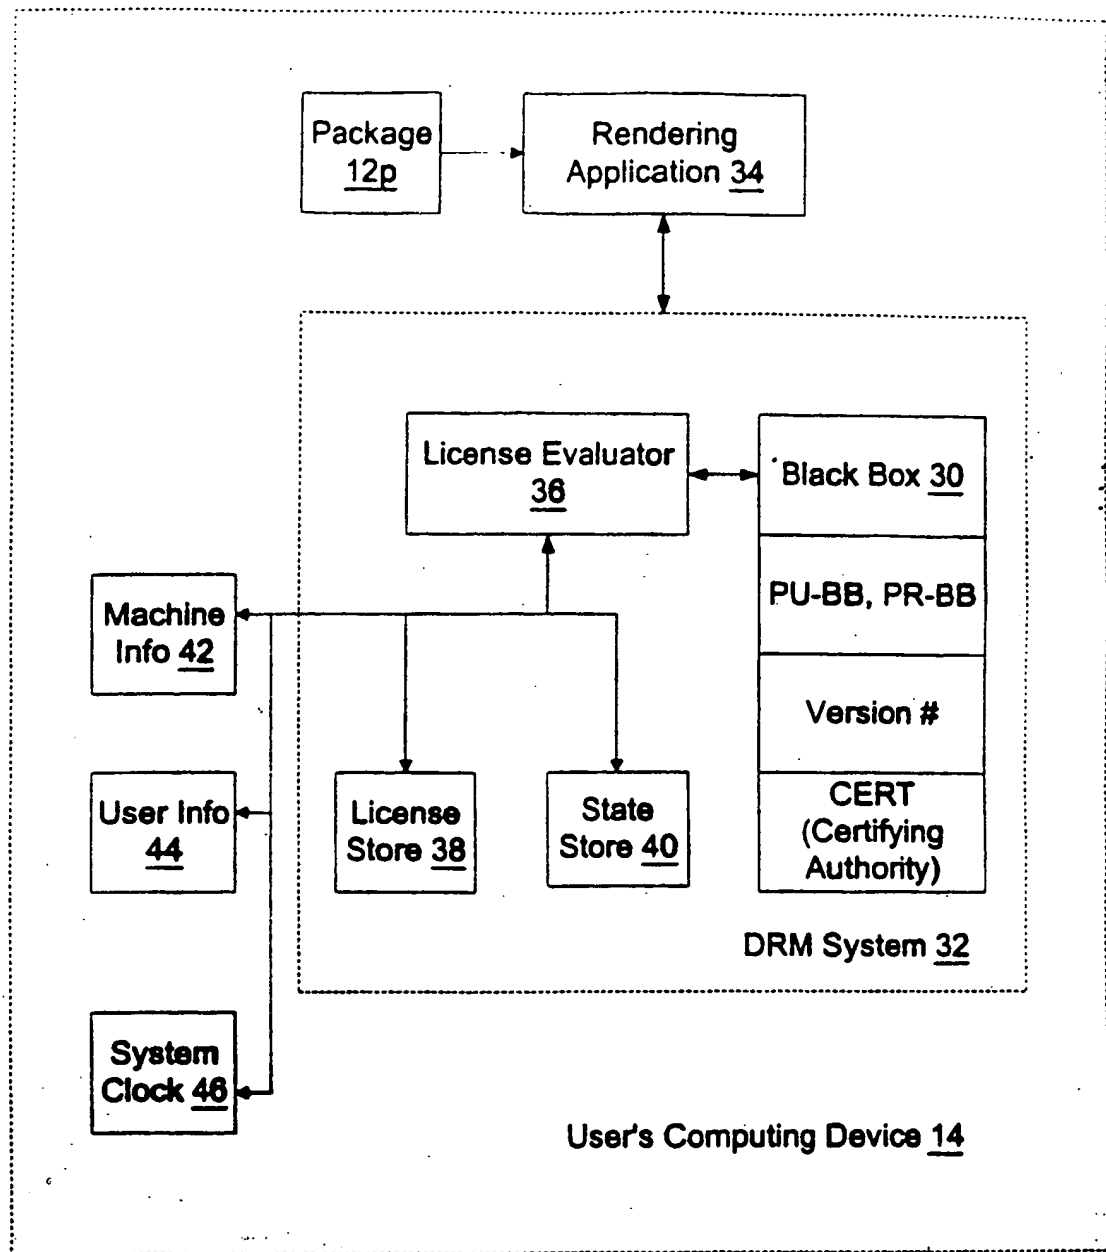 Package
12p
Rendering
Application 34
License Evaluator
36
Black Box 30
PU-BB, PR-BB
Version #
CERT
(Certifying
Authority)
Machine
Info 42
User Info
44
License
Store 38
State
Store 40
DRM System 32
System
Clock 46
User's Computing Device 14